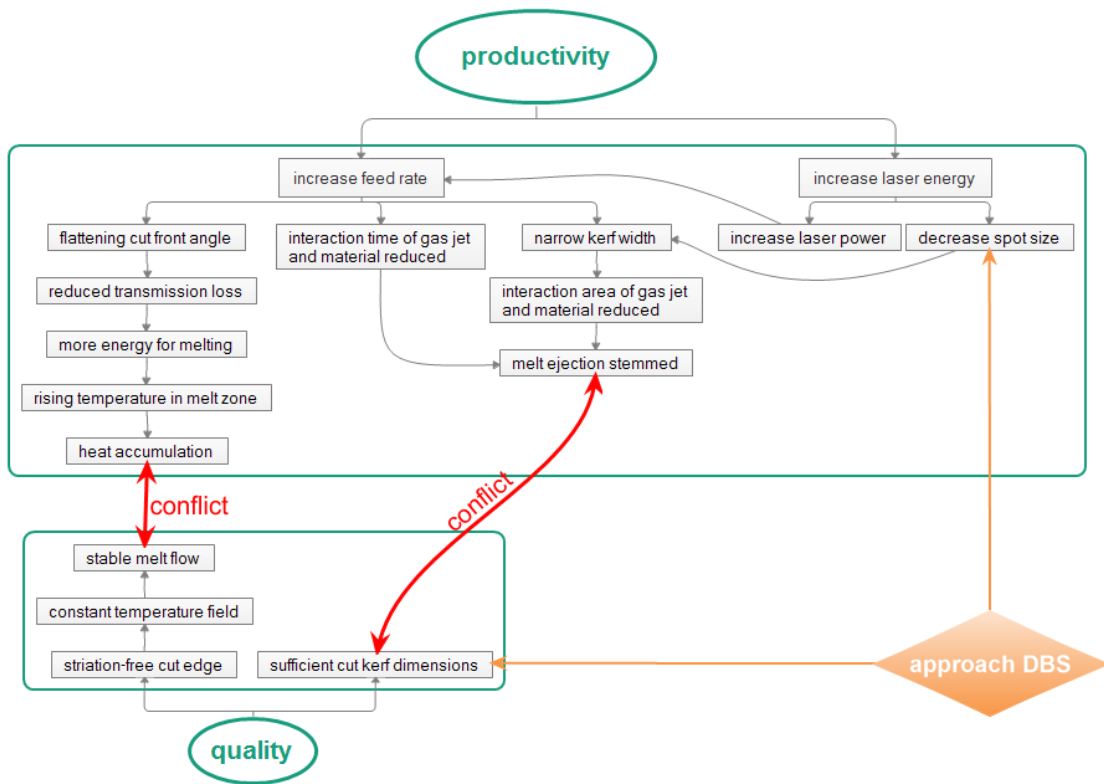 productivity
increase feed rate
increase laser energy
flattening cut front angle
interaction time of gas jet
and material reduced
narrow kerf width
increase laser power
decrease spot size
reduced transmission loss
interaction area of gas jet
and material reduced
more energy for melting
melt ejection stemmed
rising temperature in melt zone
heat accumulation
conflict
conflict
stable melt flow
constant temperature field
striation-free cut edge
sufficient cut kerf dimensions
approach DBS
quality